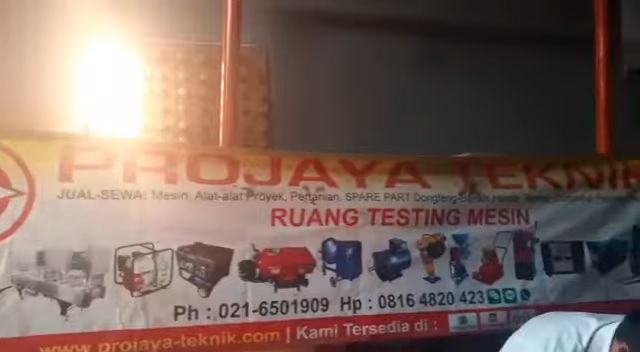 PROJAYA TEKNIK
JUAL-SEWA: Mesin, Alat-alat Proyek, Pertanian, SPARE PART Dongfeng
RUANG TESTING MESIN
Ph : 021-6501909 Hp : 0816 4820 423
www.projaya-teknik.com | Kami Tersedia di :